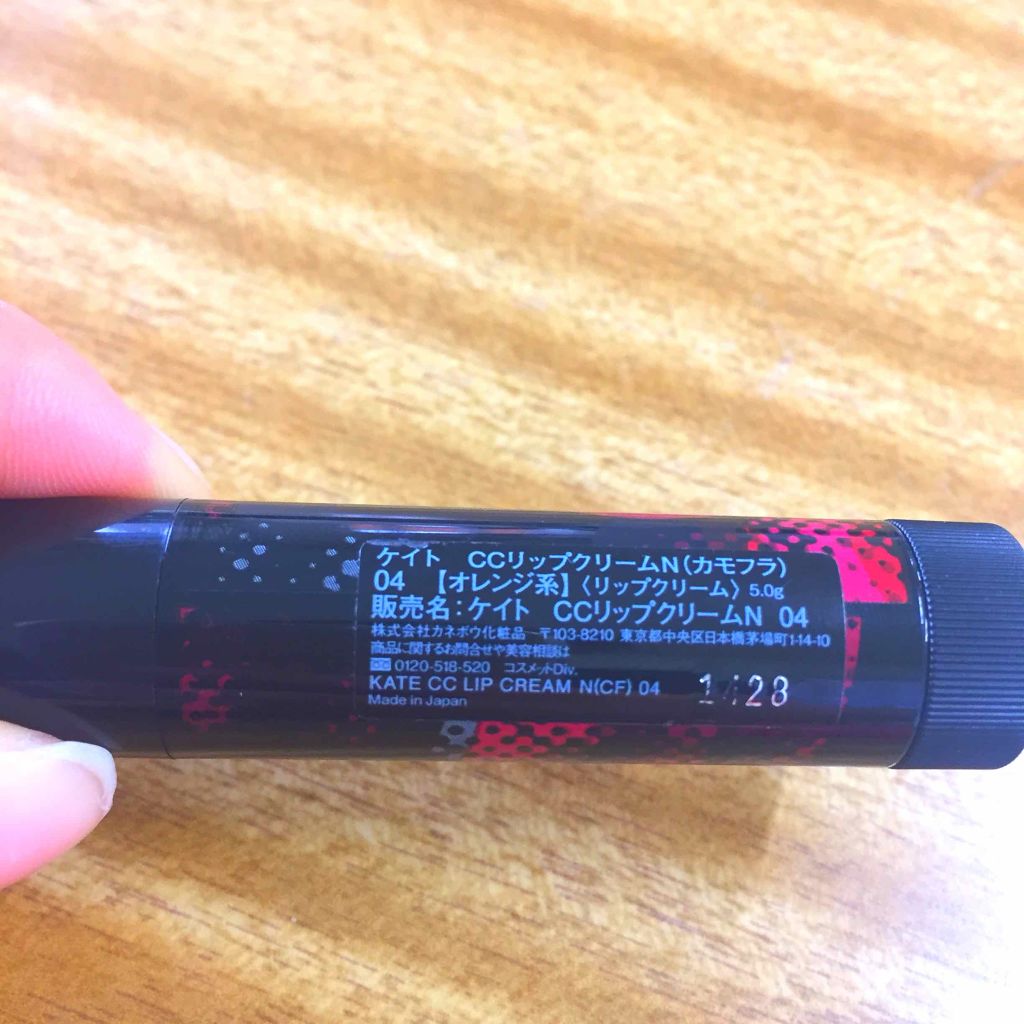 ケイト CCリップクリームN(カモフラ)
04 【オレンジ系】〈リップクリーム〉5.0g
販売名:ケイト CCリップクリームN 04
株式会社カネボウ化粧品 〒103-8210 東京都中央区日本橋茅場町1-14-10
商品に関するお問合せや美容相談は
0120-518-520 コスメットDiv.
KATE CC LIP CREAM N(CF) 04 1428
Made in Japan